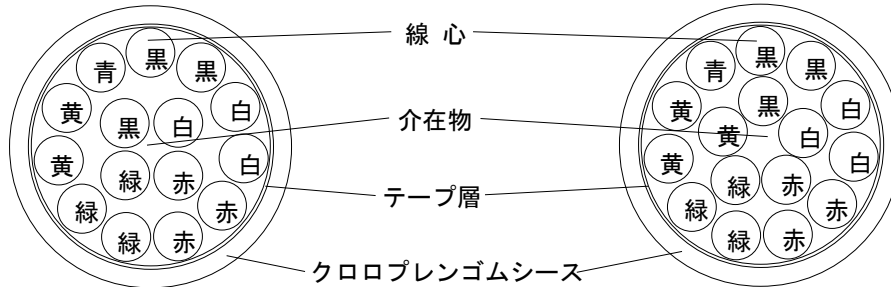 線 心
介在物
テープ層
クロロプレンゴムシース
青 黒 黒
黄 白
黒 白
黄 白
緑 赤
緑 赤
緑 赤
青 黒 黒
黄 黒 白
黄 白
黄 白
緑 赤
緑 赤
緑 赤